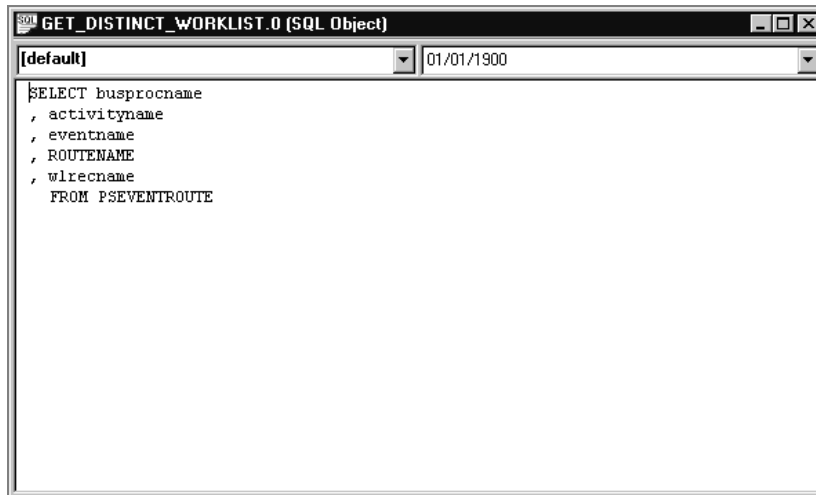 GET_DISTINCT_WORKLIST.0 (SQL Object)
[default] 01/01/1900
SELECT busprocname
, activityname
, eventname
, ROUTENAME
, wlrecname
FROM PSEVENTROUTE